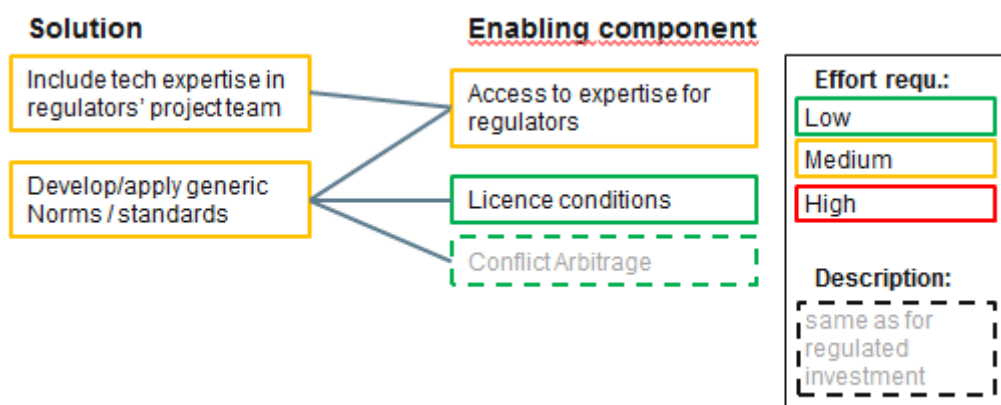 Solution
Include tech expertise in
regulators' project team
Develop/apply generic
Norms / standards
Enabling component
Access to expertise for
regulators
Licence conditions
Conflict Arbitrage
Effort requ.:
Low
Medium
High
Description:
same as for
regulated
investment